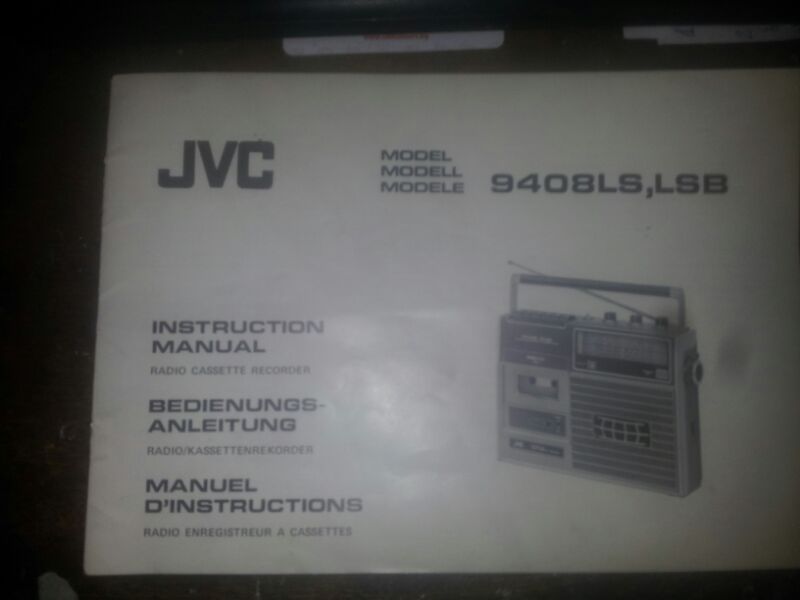 JVC
MODEL
MODELL
MODELE
9408LS,LSB
INSTRUCTION
MANUAL
RADIO CASSETTE RECORDER
BEDIENUNGS-
ANLEITUNG
RADIO/KASSETTENREKORDER
MANUEL
D'INSTRUCTIONS
RADIO ENREGISTREUR A CASSETTES